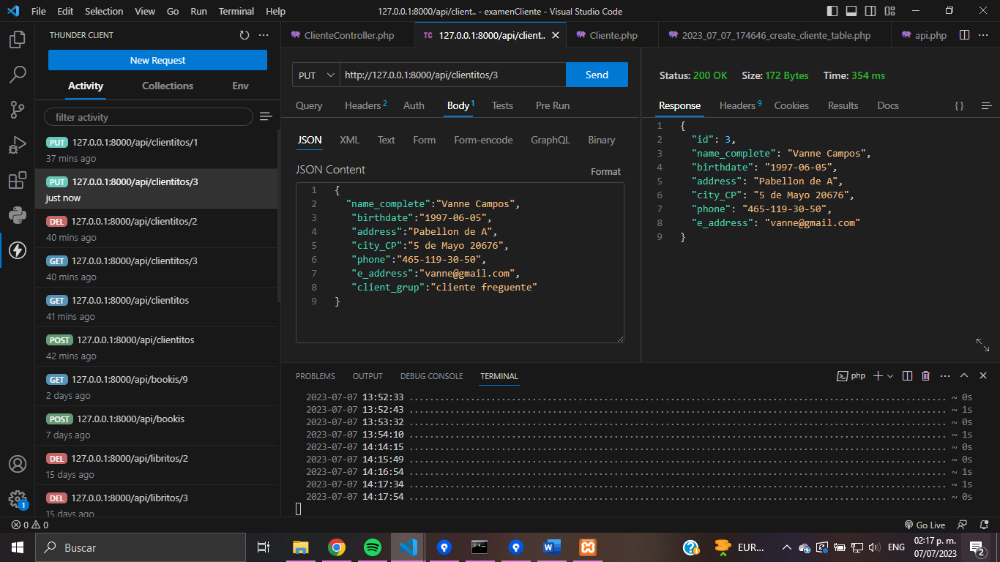 File Edit Selection View Go Run Terminal Help 127.0.0.1:8000/api/client.. - examenCliente - Visual Studio Code
THUNDER CLIENT
New Request
Activity Collections Env
filter activity
PUT 127.0.0.1:8000/api/clientitos/1
37 mins ago
PUT 127.0.0.1:8000/api/clientitos/3
just now
DEL 127.0.0.1:8000/api/clientitos/2
40 mins ago
GET 127.0.0.1:8000/api/clientitos/3
40 mins ago
GET 127.0.0.1:8000/api/clientitos
41 mins ago
POST 127.0.0.1:8000/api/clientitos
42 mins ago
GET 127.0.0.1:8000/api/bookis/9
2 days ago
POST 127.0.0.1:8000/api/bookis
7 days ago
DEL 127.0.0.1:8000/api/libritos/2
15 days ago
DEL 127.0.0.1:8000/api/libritos/3
15 days ago
ClienteController.php TC 127.0.0.1:8000/api/client.. Cliente.php 2023_07_07_174646_create_cliente_table.php api.php
PUT http://127.0.0.1:8000/api/clientitos/3 Send
Query Headers 2 Auth Body 1 Tests Pre Run
JSON XML Text Form Form-encode GraphQL Binary
JSON Content Format
1 {
2 "name_complete":"Vanne Campos",
3 "birthdate":"1997-06-05",
4 "address":"Pabellon de A",
5 "city_CP":"5 de Mayo 20676",
6 "phone":"465-119-30-50",
7 "e_address":"vanne@gmail.com",
8 "client_grup":"cliente freguente"
9 }
Status: 200 OK Size: 172 Bytes Time: 354 ms
Response Headers 9 Cookies Results Docs { }
1 {
2 "id": 3,
3 "name_complete": "Vanne Campos",
4 "birthdate": "1997-06-05",
5 "address": "Pabellon de A",
6 "city_CP": "5 de Mayo 20676",
7 "phone": "465-119-30-50",
8 "e_address": "vanne@gmail.com"
9 }
PROBLEMS OUTPUT DEBUG CONSOLE TERMINAL php
2023-07-07 13:52:33 ........................................ ~ 0s
2023-07-07 13:52:43 ........................................ ~ 1s
2023-07-07 13:53:32 ........................................ ~ 0s
2023-07-07 13:54:10 ........................................ ~ 1s
2023-07-07 14:14:15 ........................................ ~ 0s
2023-07-07 14:15:49 ........................................ ~ 0s
2023-07-07 14:16:54 ........................................ ~ 1s
2023-07-07 14:17:34 ........................................ ~ 1s
2023-07-07 14:17:54 ........................................ ~ 0s
1
0 0 Go Live
Buscar EUR... ENG 02:17 p. m.
07/07/2023 2